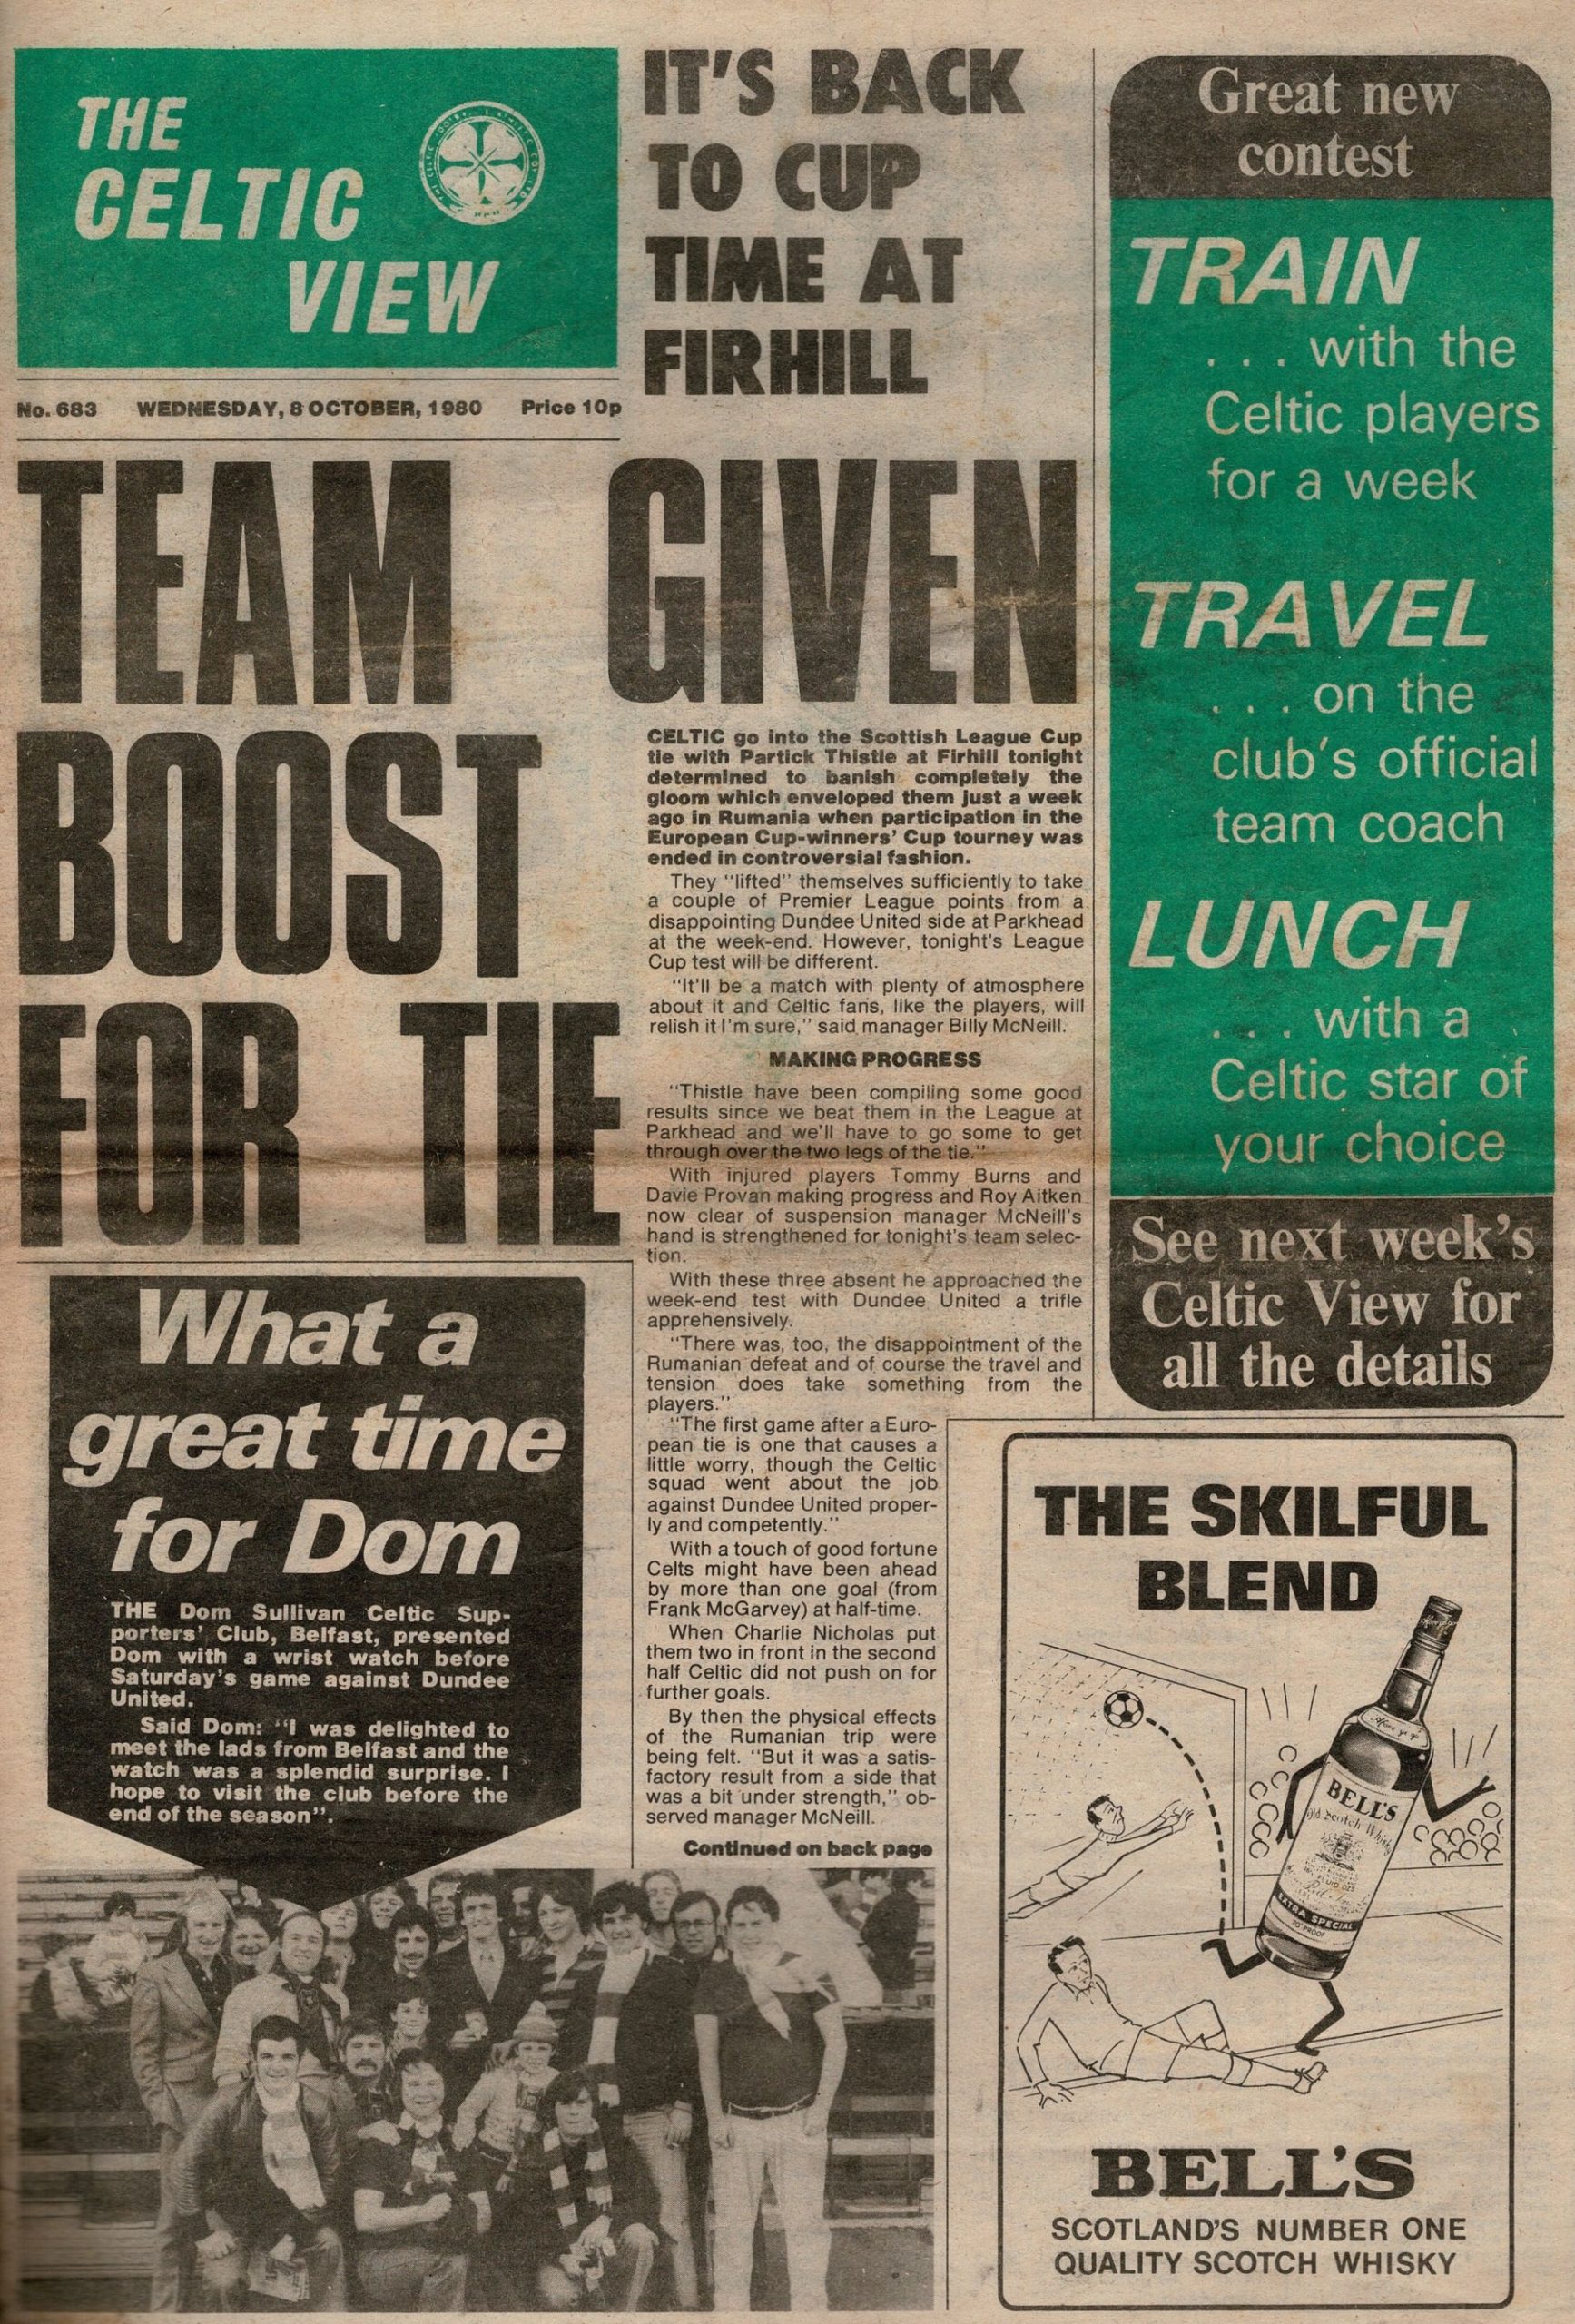 THE
CELTIC
VIEW
No. 683 WEDNESDAY, 8 OCTOBER, 1980 Price 10p
IT'S BACK
TO CUP
TIME AT
FIRHILL
TEAM GIVEN
BOOST
FOR TIE
CELTIC go into the Scottish League Cup
tie with Partick Thistle at Firhill tonight
determined to banish completely the
gloom which enveloped them just a week
ago in Rumania when participation in the
European Cup-winners' Cup tourney was
ended in controversial fashion.
They "lifted" themselves sufficiently to take
a couple of Premier League points from a
disappointing Dundee United side at Parkhead
at the week-end. However, tonight's League
Cup test will be different.
"It'll be a match with plenty of atmosphere
about it and Celtic fans, like the players, will
relish it I'm sure," said manager Billy McNeill.
MAKING PROGRESS
"Thistle have been compiling some good
results since we beat them in the League at
Parkhead and we'll have to go some to get
through over the two legs of the tie."
With injured players Tommy Burns and
Davie Provan making progress and Roy Aitken
now clear of suspension manager McNeill's
hand is strengthened for tonight's team selec-
tion.
With these three absent he approached the
week-end test with Dundee United a trifle
apprehensively.
"There was, too, the disappointment of the
Rumanian defeat and of course the travel and
tension does take something from the
players."
"The first game after a Euro-
pean tie is one that causes a
little worry, though the Celtic
squad went about the job
against Dundee United proper-
ly and competently."
With a touch of good fortune
Celts might have been ahead
by more than one goal (from
Frank McGarvey) at half-time.
When Charlie Nicholas put
them two in front in the second
half Celtic did not push on for
further goals.
By then the physical effects
of the Rumanian trip were
being felt. "But it was a satis-
factory result from a side that
was a bit under strength," ob-
served manager McNeill.
Continued on back page
What a
great time
for Dom
THE Dom Sullivan Celtic Sup-
porters' Club, Belfast, presented
Dom with a wrist watch before
Saturday's game against Dundee
United.
Said Dom: "I was delighted to
meet the lads from Belfast and the
watch was a splendid surprise. I
hope to visit the club before the
end of the season".
Great new
contest
TRAIN
. . . with the
Celtic players
for a week
TRAVEL
. . . on the
club's official
team coach
LUNCH
. . . with a
Celtic star of
your choice
See next week's
Celtic View for
all the details
THE SKILFUL
BLEND
BELL'S
Old Scotch Whisky
EXTRA SPECIAL
70° PROOF
BELL'S
SCOTLAND'S NUMBER ONE
QUALITY SCOTCH WHISKY